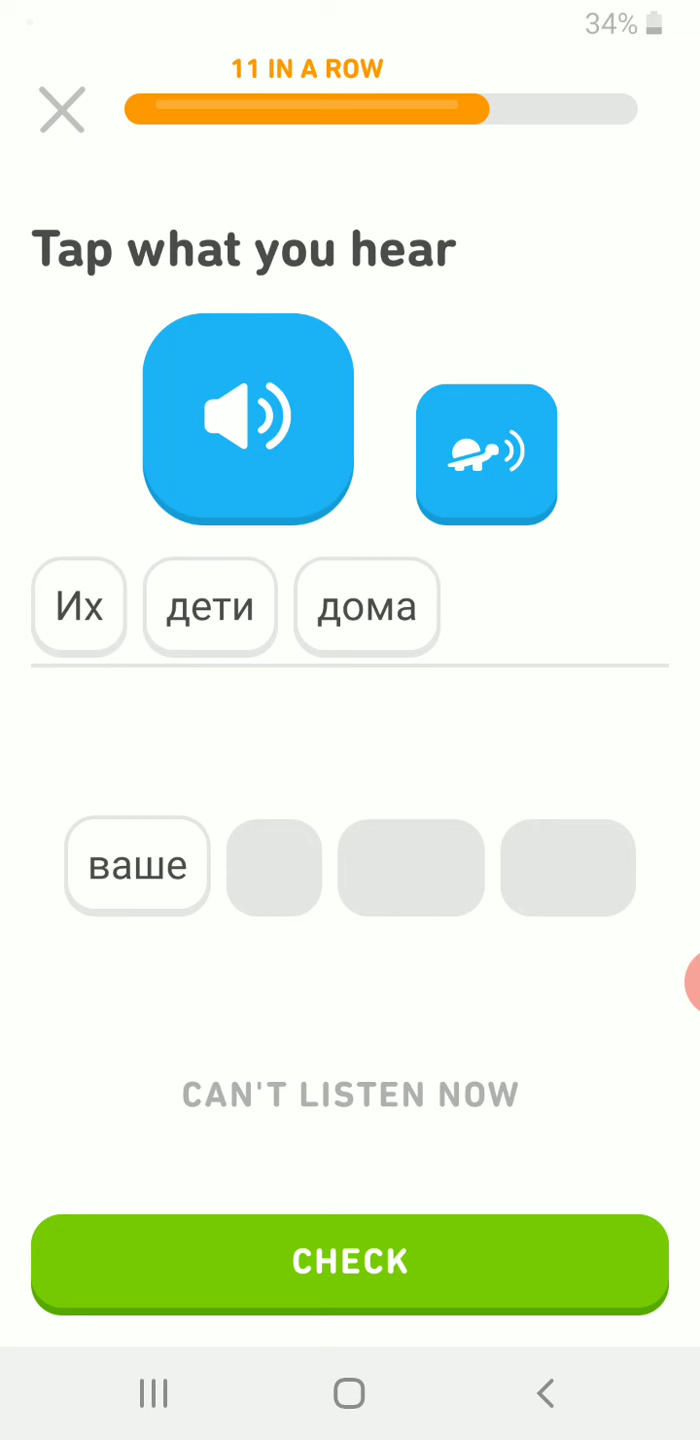 34%
11 IN A ROW
Tap what you hear
Их дети дома
ваше
CAN'T LISTEN NOW
CHECK